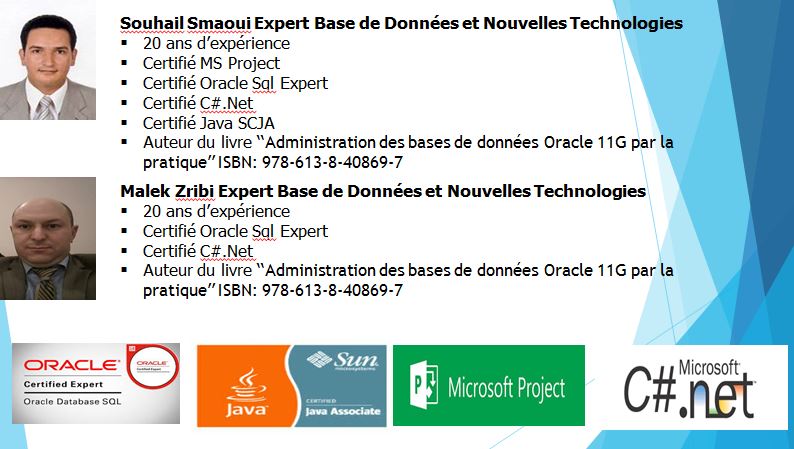 Souhail Smaoui Expert Base de Données et Nouvelles Technologies
▪ 20 ans d’expérience
▪ Certifié MS Project
▪ Certifié Oracle Sql Expert
▪ Certifié C#.Net
▪ Certifié Java SCJA
▪ Auteur du livre “Administration des bases de données Oracle 11G par la
pratique” ISBN: 978-613-8-40869-7
Malek Zribi Expert Base de Données et Nouvelles Technologies
▪ 20 ans d’expérience
▪ Certifié Oracle Sql Expert
▪ Certifié C#.Net
▪ Auteur du livre “Administration des bases de données Oracle 11G par la
pratique” ISBN: 978-613-8-40869-7
ORACLE
Certified Expert
Oracle Database SQL
ORACLE
Certified Expert
Java
Sun
microsystems
CERTIFIED
Java Associate
P
Microsoft Project
Microsoft
C#.net